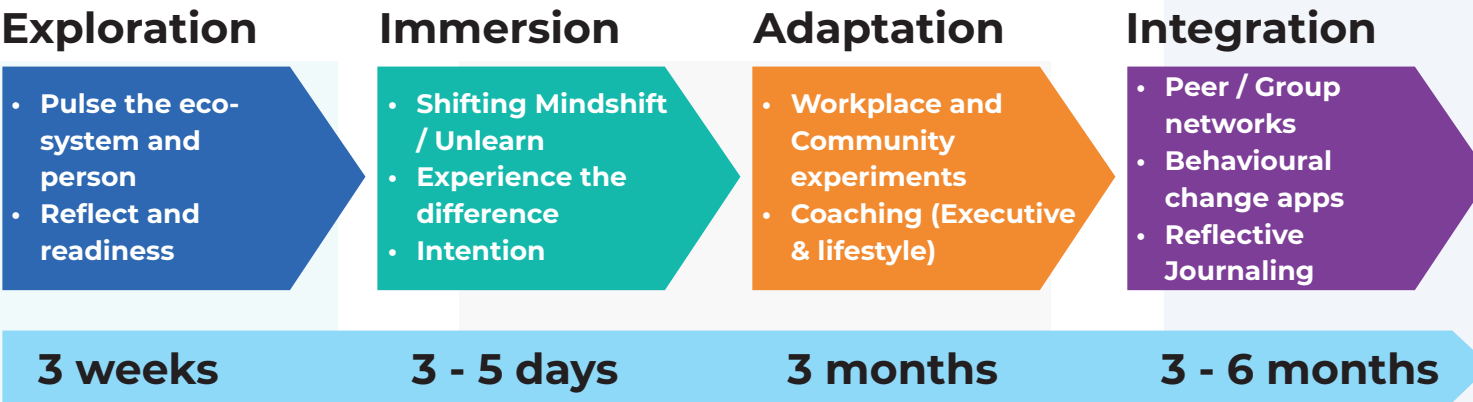 Exploration
• Pulse the eco-
system and
person
• Reflect and
readiness
Immersion
• Shifting Mindshift
/ Unlearn
• Experience the
difference
• Intention
Adaptation
• Workplace and
Community
experiments
• Coaching (Executive
& lifestyle)
Integration
• Peer / Group
networks
• Behavioural
change apps
• Reflective
Journaling
3 weeks
3 - 5 days
3 months
3 - 6 months